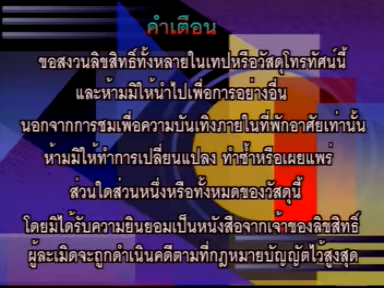 คำเตือน
ขอสงวนลิขสิทธิ์ทั้งหลายในเทปหรือวัสดุโทรทัศน์นี้
และห้ามมิให้นำไปเพื่อการอย่างอื่น
นอกจากการชมเพื่อความบันเทิงภายในที่พักอาศัยเท่านั้น
ห้ามมิให้ทำการเปลี่ยนแปลง ทำซ้ำหรือเผยแพร่
ส่วนใดส่วนหนึ่งหรือทั้งหมดของวัสดุนี้
โดยมิได้รับความยินยอมเป็นหนังสือจากเจ้าของลิขสิทธิ์
ผู้ละเมิดจะถูกดำเนินคดีตามที่กฎหมายบัญญัติไว้สูงสุด